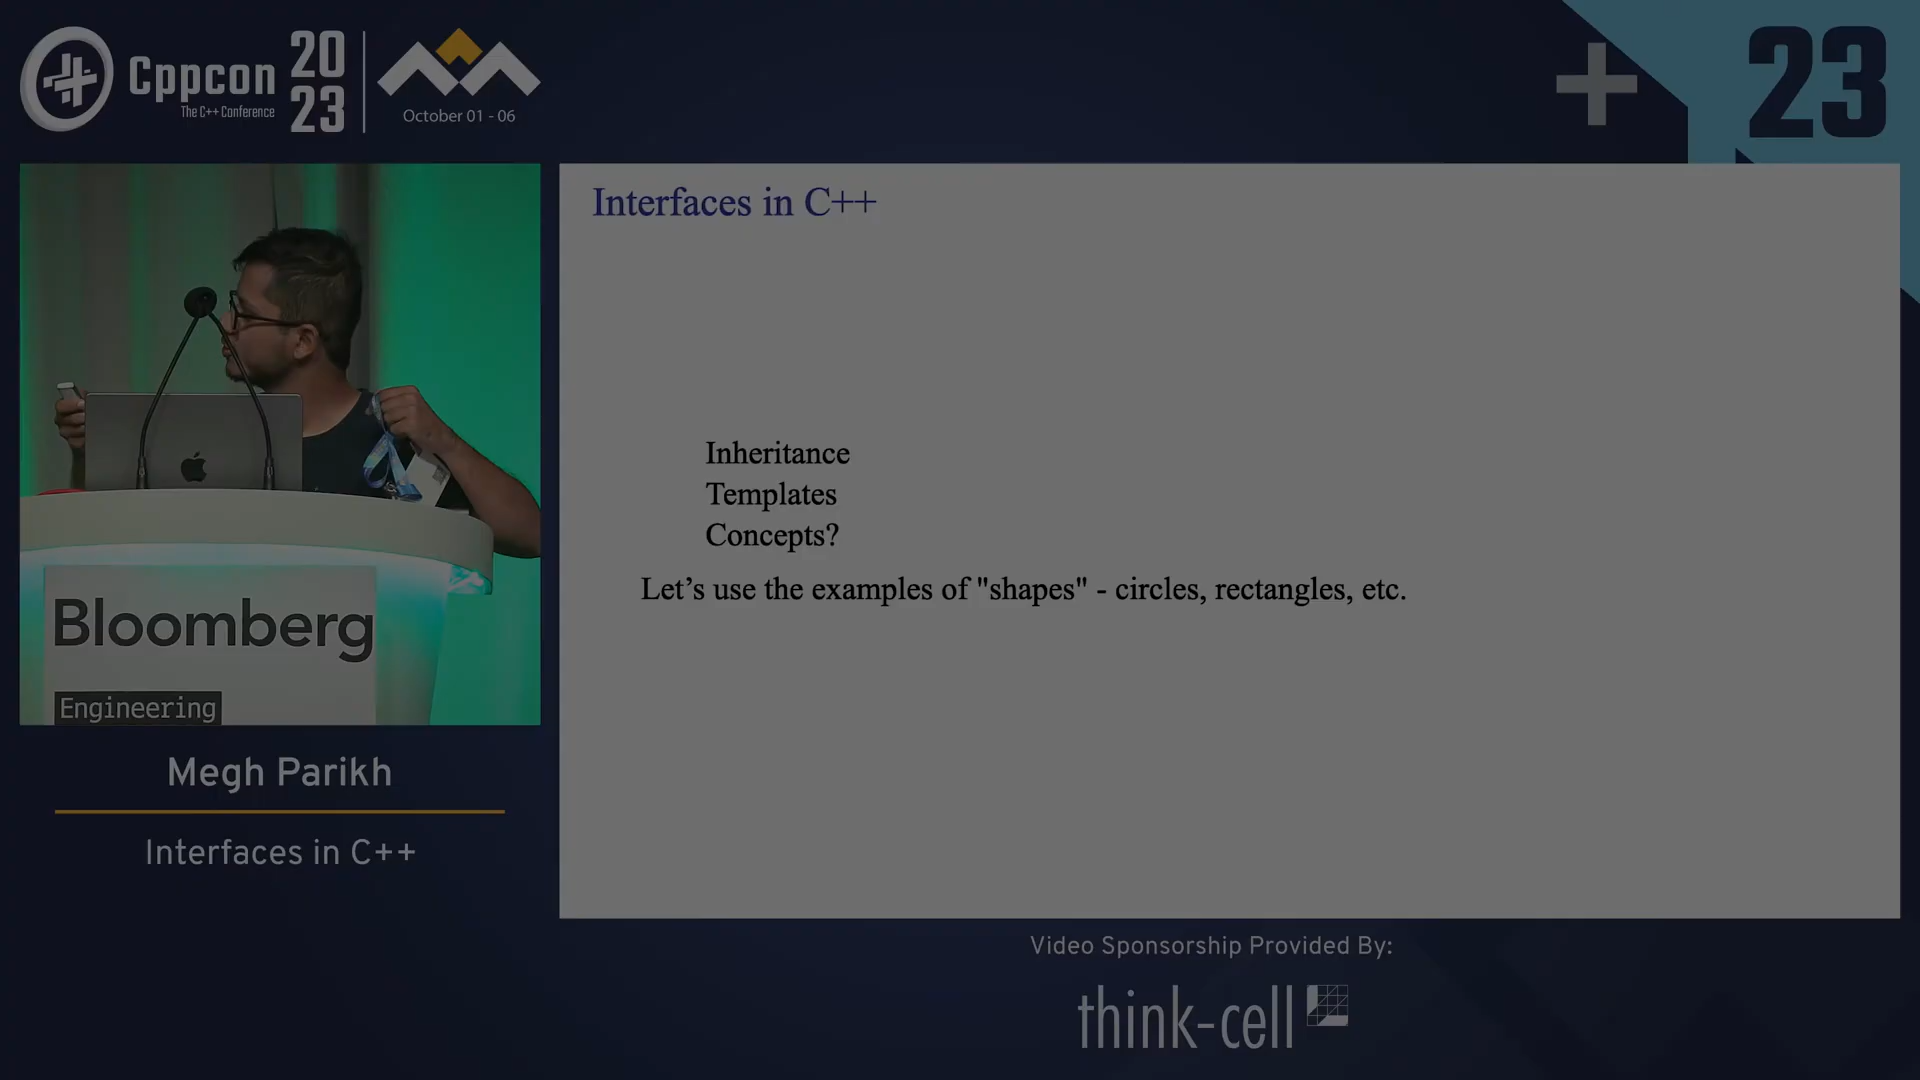 Cppcon
The C++ Conference
20
23
October 01 - 06
23
Interfaces in C++
Inheritance
Templates
Concepts?
Let’s use the examples of "shapes" - circles, rectangles, etc.
Bloomberg
Engineering
Megh Parikh
Interfaces in C++
Video Sponsorship Provided By:
think-cell